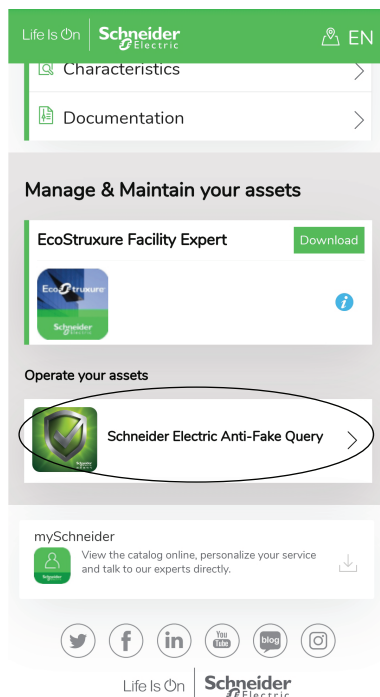 Life Is On Schneider Electric EN
Characteristics
Documentation
Manage & Maintain your assets
EcoStruxure Facility Expert Download
EcoStruxure
Schneider Electric
Operate your assets
Schneider Electric Anti-Fake Query
Schneider Electric
mySchneider
View the catalog online, personalize your service
and talk to our experts directly.
Schneider
You Tube blog
Life Is On Schneider Electric